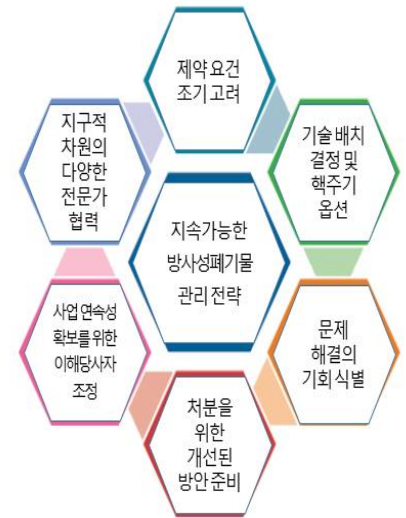 제약 요건
조기 고려
기술 배치
결정 및
핵주기
옵션
문제
해결의
기회 식별
처분을
위한
개선된
방안 준비
사업 연속성
확보를 위한
이해당사자
조정
지구적
차원의
다양한
전문가
협력
지속가능한
방사성폐기물
관리 전략